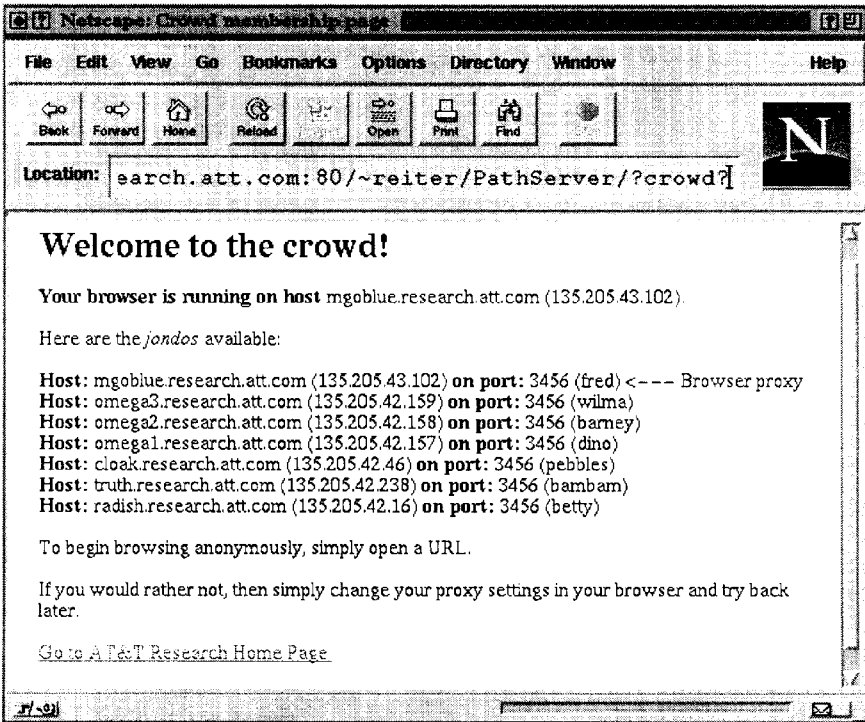 Netscape: Crowd membership page
File Edit View Go Bookmarks Options Directory Window Help
Back Forward Home Reload Open Print Find
N
Location: earch.att.com:80/~reiter/PathServer/?crowd?
Welcome to the crowd!
Your browser is running on host mgoblue.research.att.com (135.205.43.102).
Here are the jondos available:
Host: mgoblue.research.att.com (135.205.43.102) on port: 3456 (fred) <--- Browser proxy
Host: omega3.research.att.com (135.205.42.159) on port: 3456 (wilma)
Host: omega2.research.att.com (135.205.42.158) on port: 3456 (barney)
Host: omega1.research.att.com (135.205.42.157) on port: 3456 (dino)
Host: cloak.research.att.com (135.205.42.46) on port: 3456 (pebbles)
Host: truth.research.att.com (135.205.42.238) on port: 3456 (bambam)
Host: radish.research.att.com (135.205.42.16) on port: 3456 (betty)
To begin browsing anonymously, simply open a URL.
If you would rather not, then simply change your proxy settings in your browser and try back
later.
Go to AT&T Research Home Page